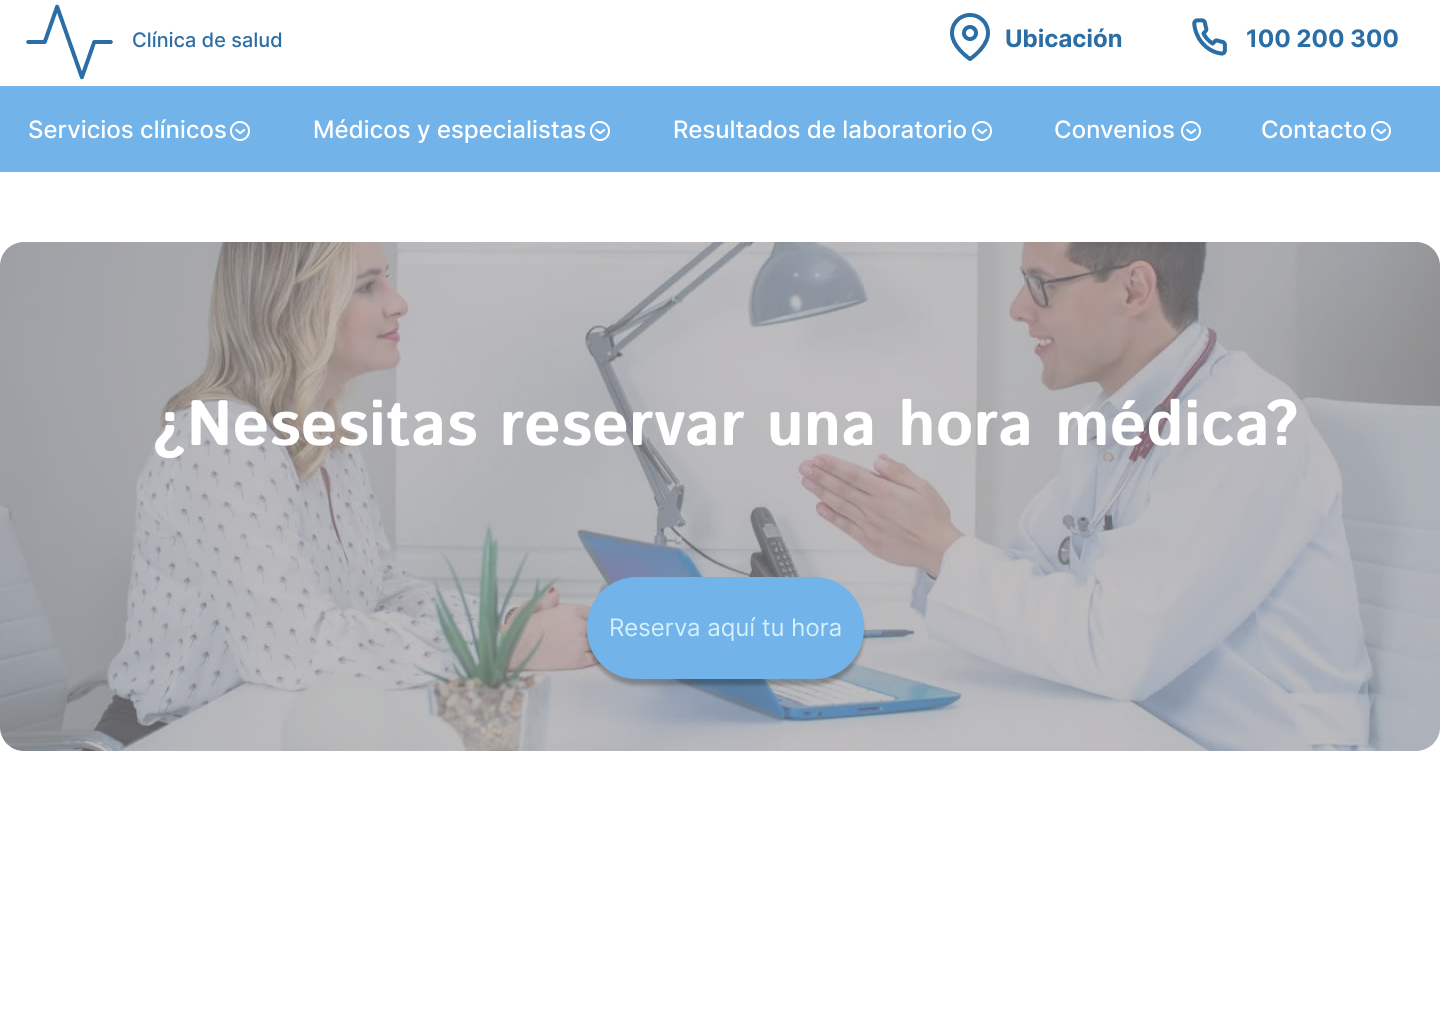 Clínica de salud
Ubicación
100 200 300
Servicios clínicos
Médicos y especialistas
Resultados de laboratorio
Convenios
Contacto
¿Nesesitas reservar una hora médica?
Reserva aquí tu hora